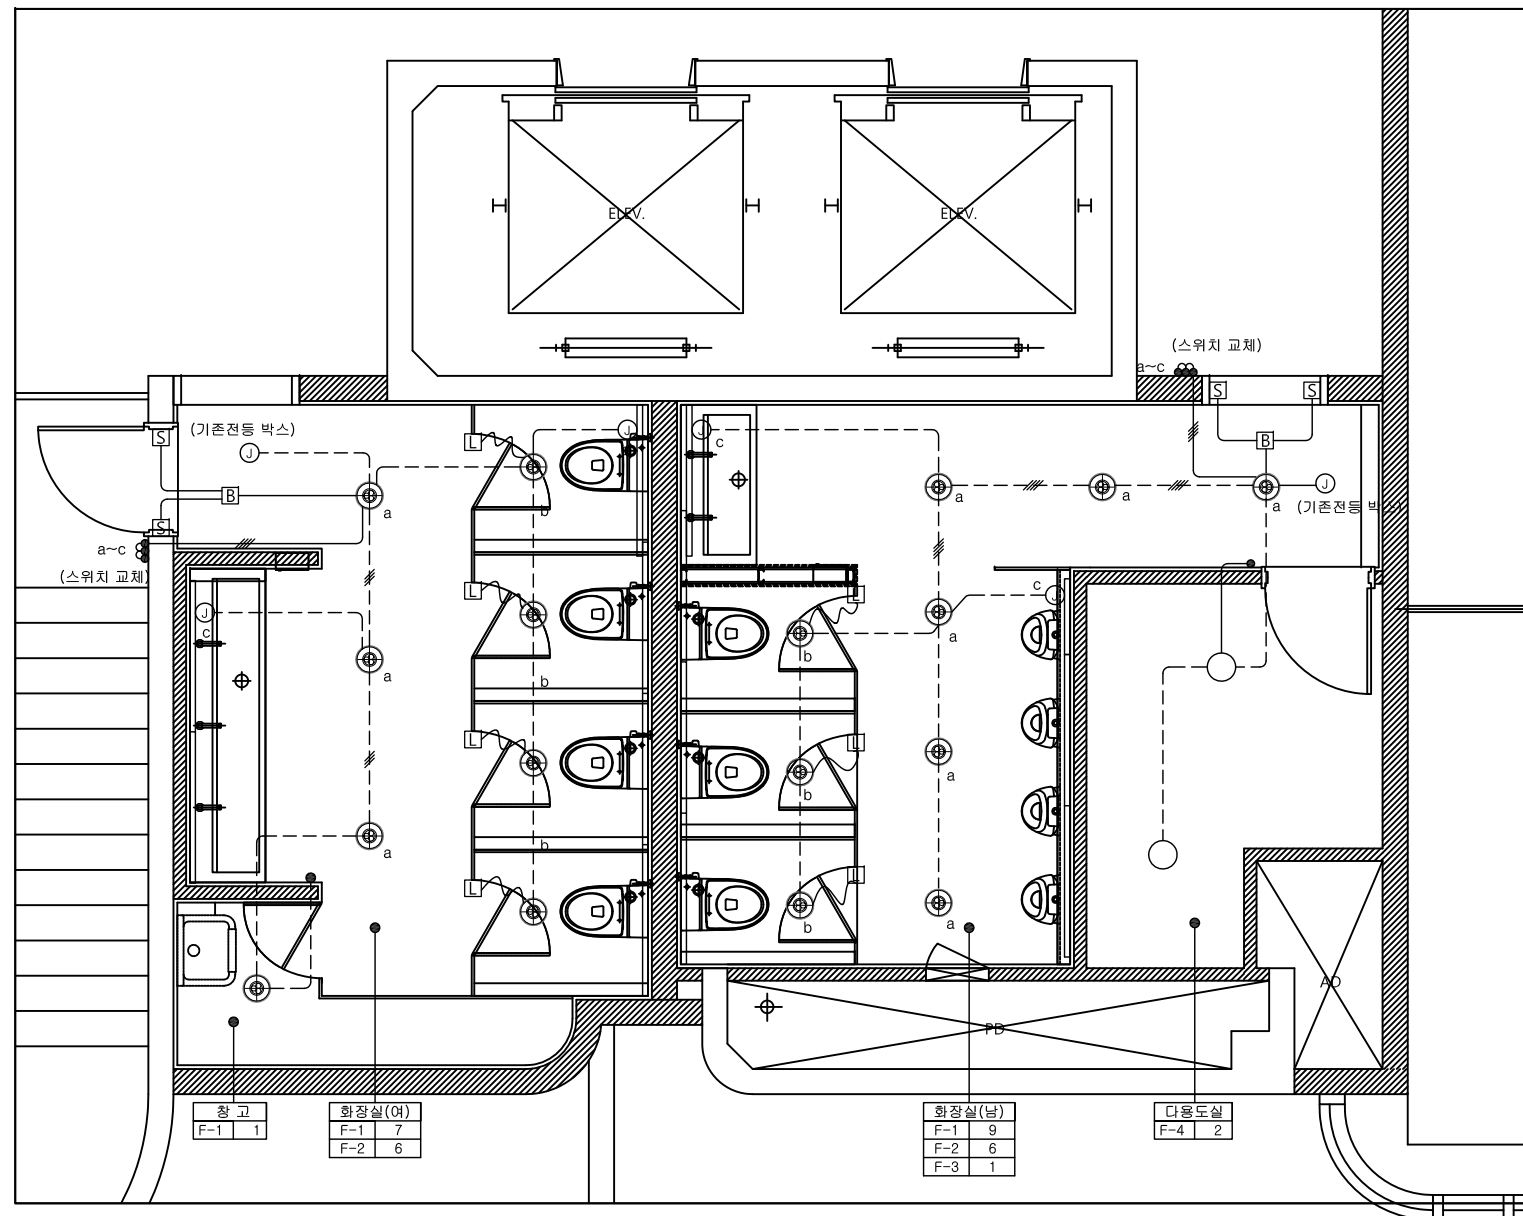 ELEV.
ELEV.
(스위치 교체)
a~c
S
S
B
J
a
a
a
(기존전등 박스)
(기존전등 박스)
J
S
B
S
a
a~c
(스위치 교체)
L
J
b
J
c
J
c
a
L
b
L
b
L
a
L
b
a
c
J
L
b
a
L
b
a
AD
PD
창 고
F-1 1
화장실(여)
F-1 7
F-2 6
화장실(남)
F-1 9
F-2 6
F-3 1
다용도실
F-4 2